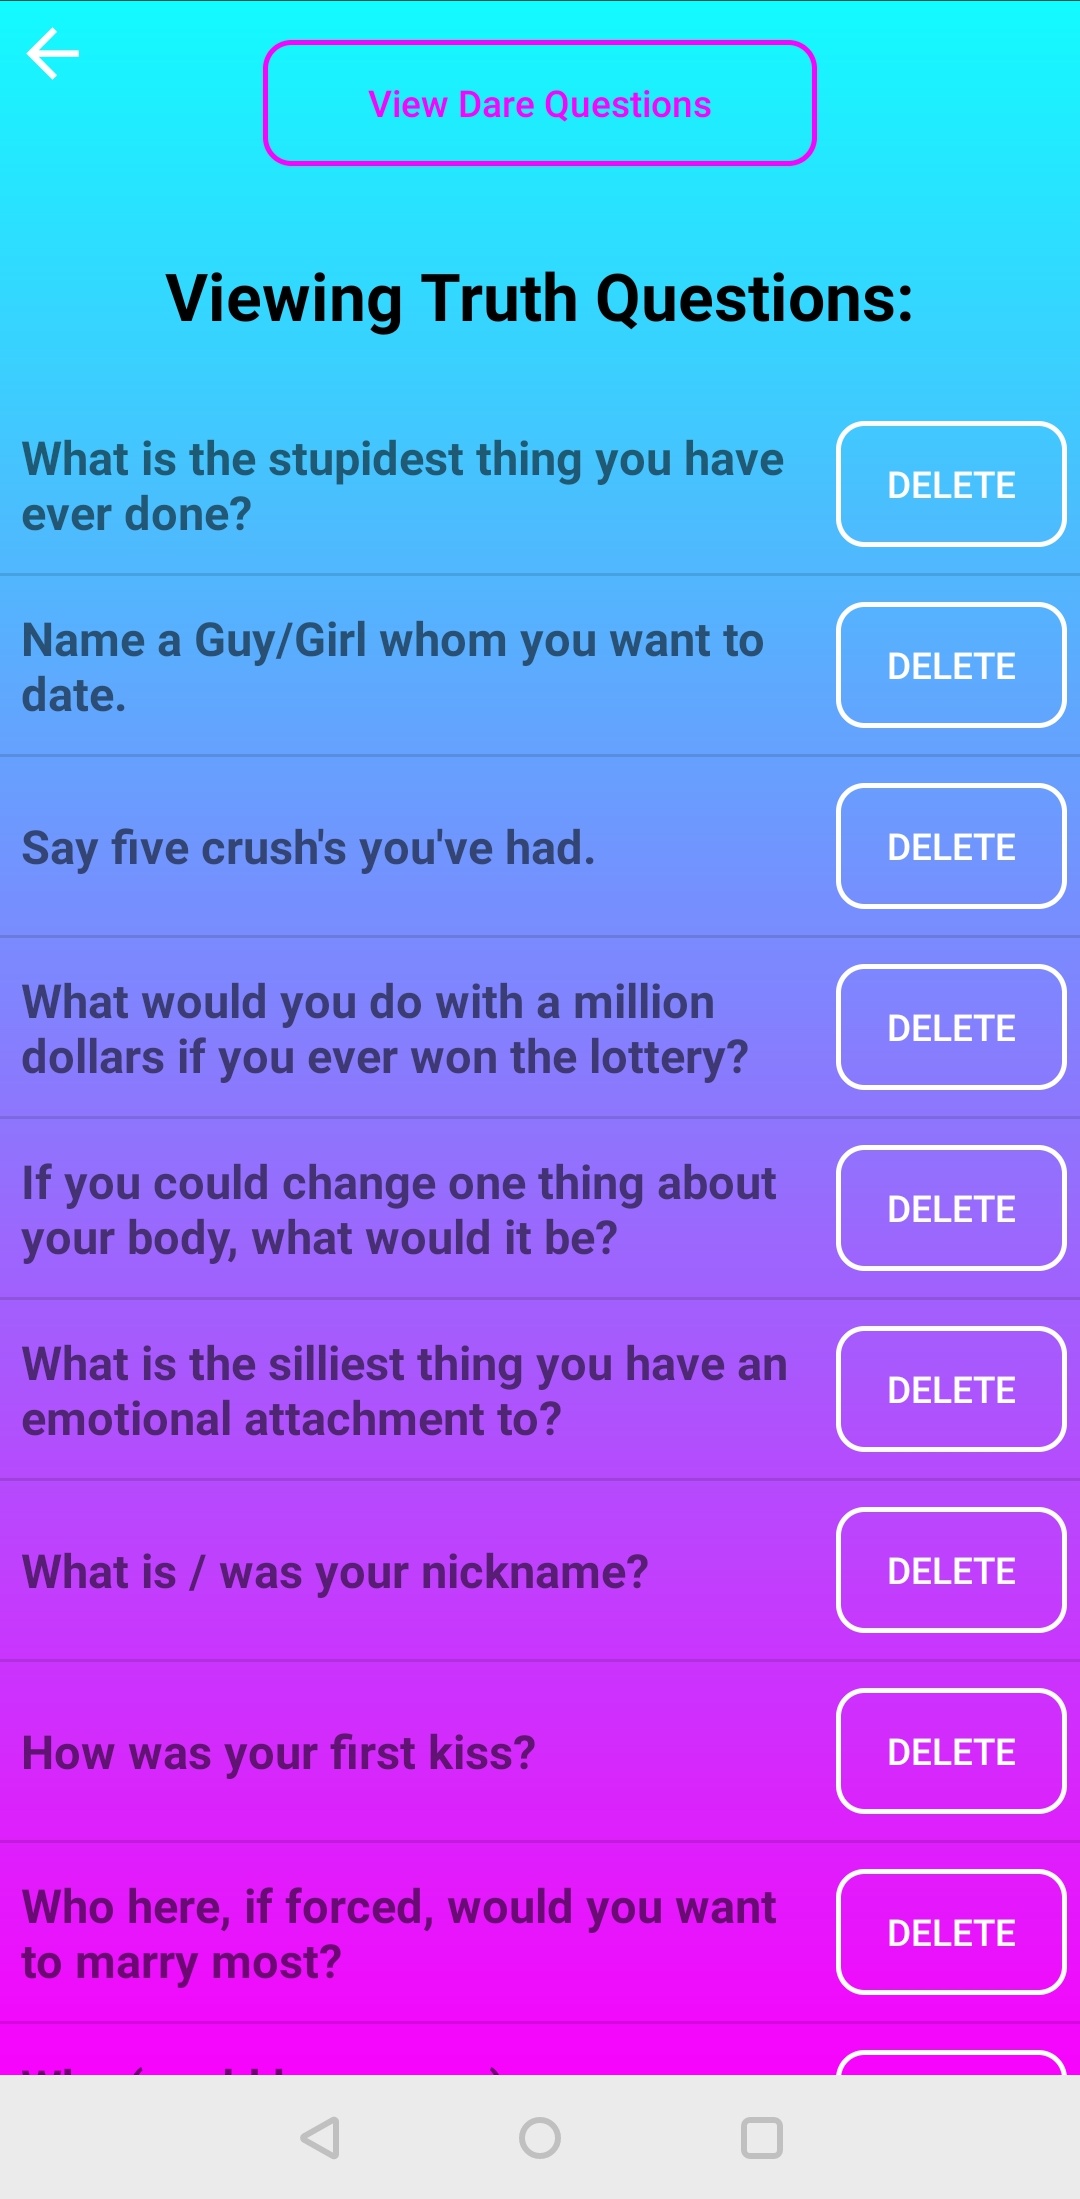 View Dare Questions
Viewing Truth Questions:
What is the stupidest thing you have
ever done?
DELETE
Name a Guy/Girl whom you want to
date.
DELETE
Say five crush's you've had.
DELETE
What would you do with a million
dollars if you ever won the lottery?
DELETE
If you could change one thing about
your body, what would it be?
DELETE
What is the silliest thing you have an
emotional attachment to?
DELETE
What is / was your nickname?
DELETE
How was your first kiss?
DELETE
Who here, if forced, would you want
to marry most?
DELETE